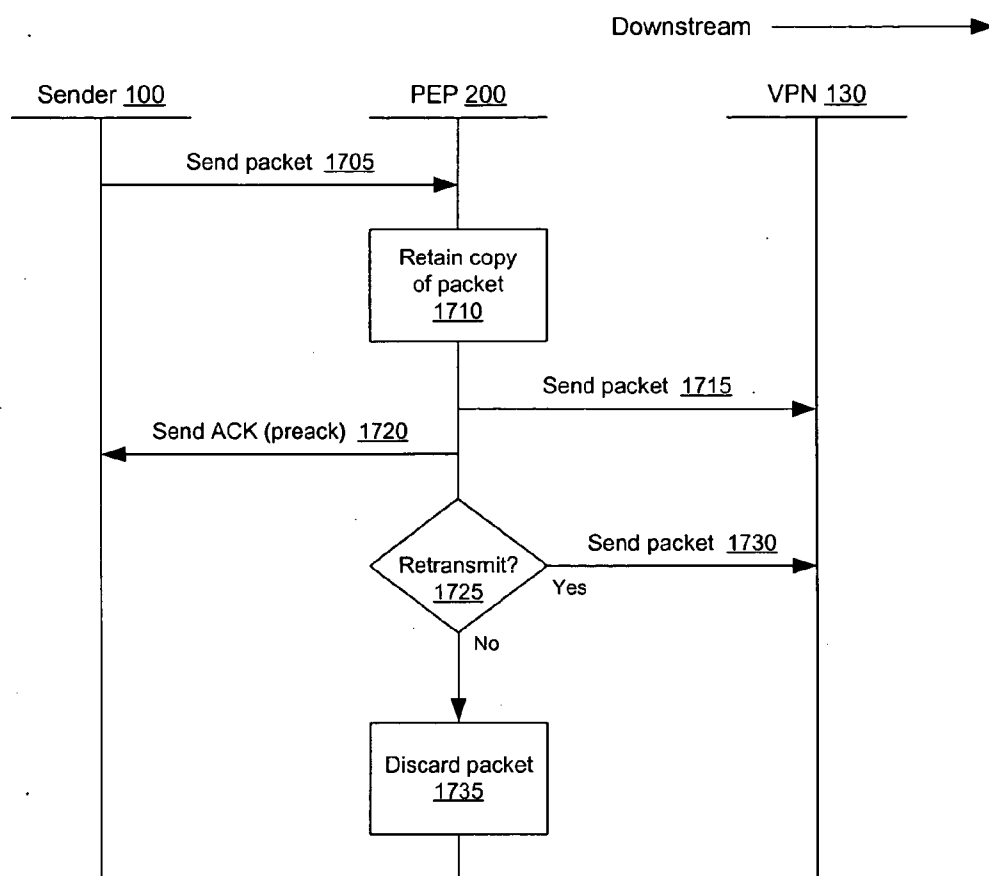 Downstream
Sender 100
PEP 200
VPN 130
Send packet 1705
Retain copy
of packet
1710
Send packet 1715
Send ACK (preack) 1720
Retransmit?
1725
Send packet 1730
Yes
No
Discard packet
1735